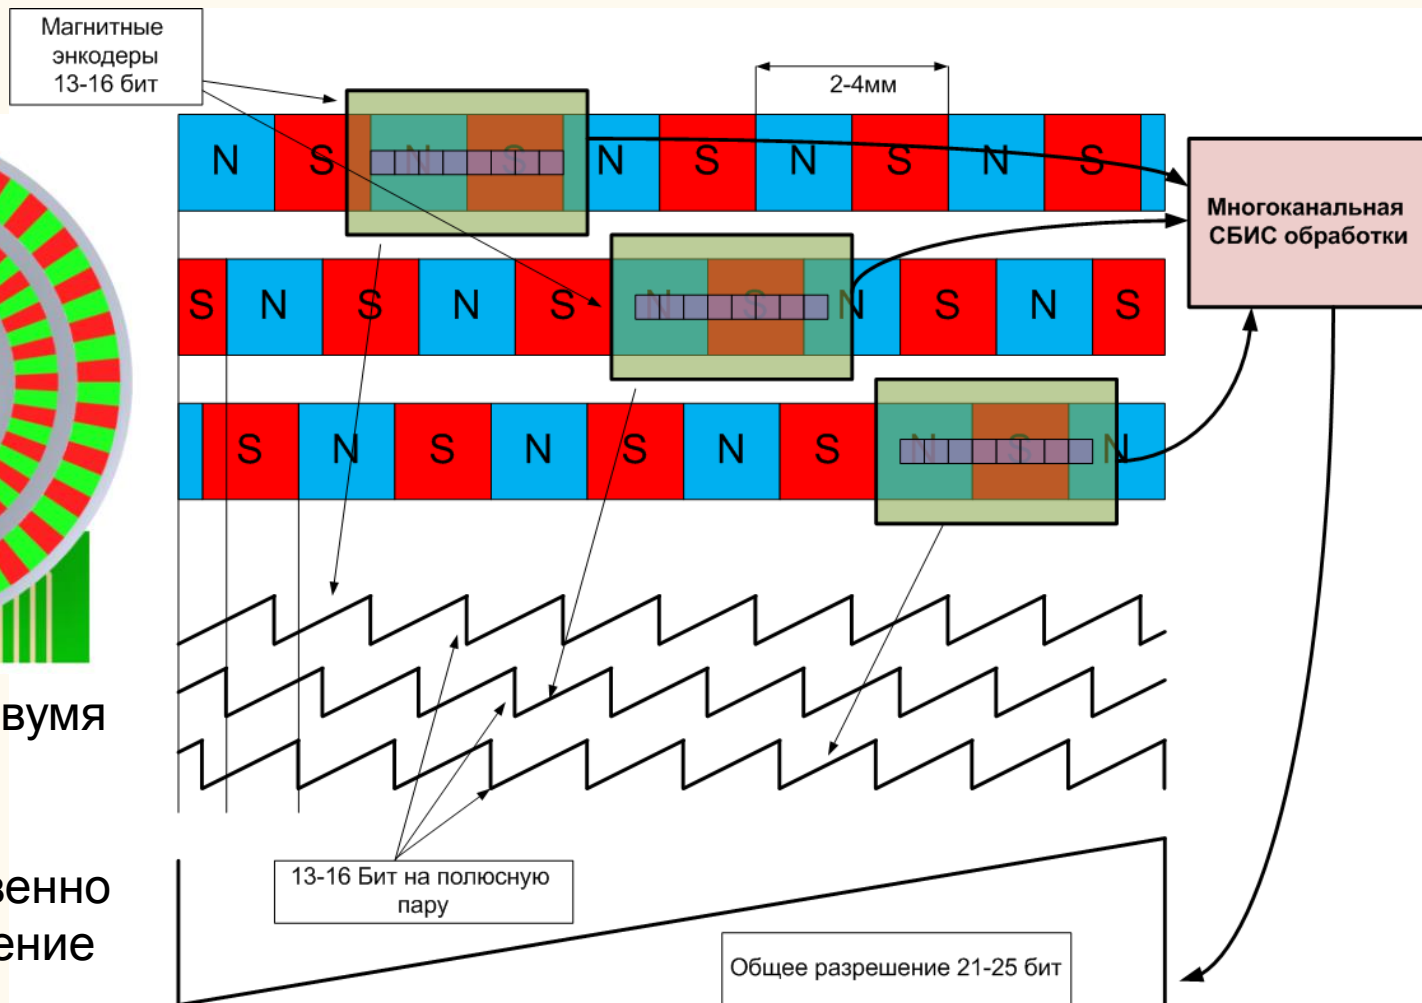 Магнитные
энкодеры
13-16 бит
2-4мм
N S N S N S N S N S
Многоканальная
СБИС обработки
S N S N S N S N S N S
S N S N S N S N S N
вумя
13-16 Бит на полюсную
пару
венно
ение
Общее разрешение 21-25 бит